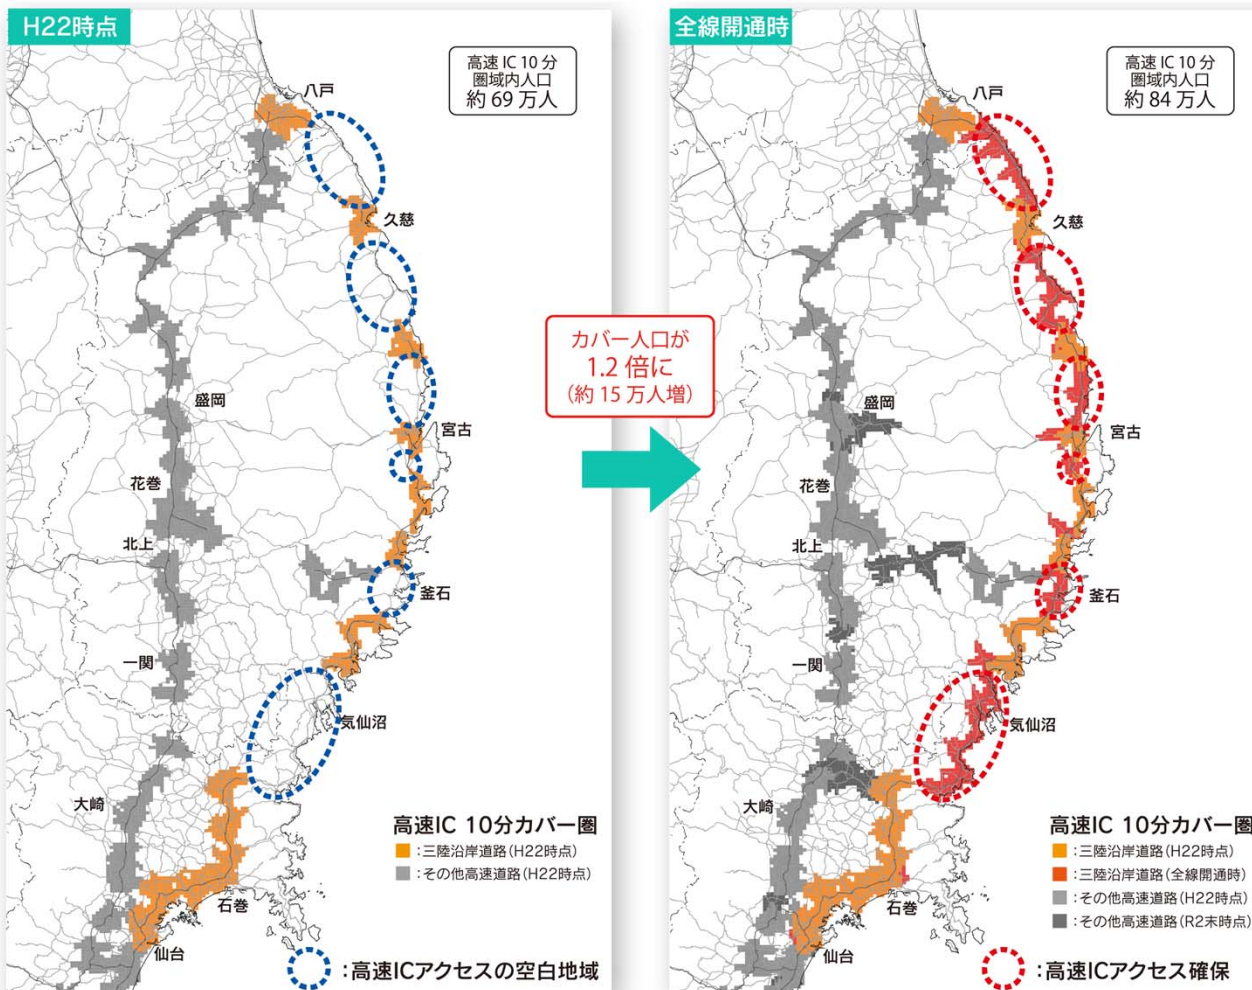 H22時点
高速 IC 10 分
圏域内人口
約 69 万人
八戸
久慈
盛岡
宮古
花巻
北上
釜石
一関
気仙沼
大崎
石巻
仙台
高速IC 10分カバー圏
:三陸沿岸道路(H22時点)
:その他高速道路(H22時点)
:高速ICアクセスの空白地域
カバー人口が
1.2 倍に
(約 15 万人増)
全線開通時
高速 IC 10 分
圏域内人口
約 84 万人
八戸
久慈
盛岡
宮古
花巻
北上
釜石
一関
気仙沼
大崎
石巻
仙台
高速IC 10分カバー圏
:三陸沿岸道路(H22時点)
:三陸沿岸道路(全線開通時)
:その他高速道路(H22時点)
:その他高速道路(R2末時点)
:高速ICアクセス確保